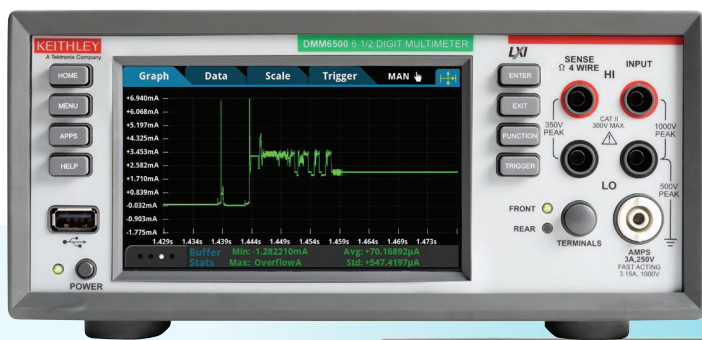 KEITHLEY
A Tektronix Company
DMM6500 6 1/2 DIGIT MULTIMETER
LXI
HOME
MENU
APPS
HELP
POWER
Graph Data Scale Trigger MAN
+6.940mA
+6.068mA
+5.197mA
+4.325mA
+3.453mA
+2.582mA
+1.710mA
+0.839mA
-0.032mA
-0.903mA
-1.775mA
1.429s 1.434s 1.439s 1.444s 1.449s 1.454s 1.459s 1.464s 1.469s 1.473s
Buffer Min: -1.282210mA Avg: +70.16892µA
Stats Max: OverflowA Std: +547.4197µA
ENTER
EXIT
FUNCTION
TRIGGER
SENSE
Ω 4 WIRE
INPUT
HI
350V
PEAK
CAT II
300V MAX.
1000V
PEAK
LO
500V
PEAK
FRONT
REAR
TERMINALS
AMPS
3A,250V
FAST ACTING
3.15A, 1000V